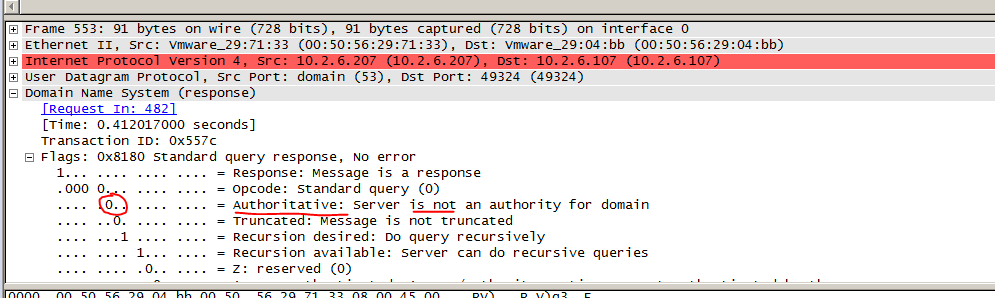 Frame 553: 91 bytes on wire (728 bits), 91 bytes captured (728 bits) on interface 0
Ethernet II, Src: Vmware_29:71:33 (00:50:56:29:71:33), Dst: Vmware_29:04:bb (00:50:56:29:04:bb)
Internet Protocol Version 4, Src: 10.2.6.207 (10.2.6.207), Dst: 10.2.6.107 (10.2.6.107)
User Datagram Protocol, Src Port: domain (53), Dst Port: 49324 (49324)
Domain Name System (response)
[Request In: 482]
[Time: 0.412017000 seconds]
Transaction ID: 0x557c
Flags: 0x8180 Standard query response, No error
1... .... .... .... = Response: Message is a response
.000 0... .... .... = Opcode: Standard query (0)
.... .0.. .... .... = Authoritative: Server is not an authority for domain
.... ..0. .... .... = Truncated: Message is not truncated
.... ...1 .... .... = Recursion desired: Do query recursively
.... .... 1... .... = Recursion available: Server can do recursive queries
.... .... .0.. .... = Z: reserved (0)
0000 00 50 56 29 04 bb 00 50 56 29 71 33 08 00 45 00